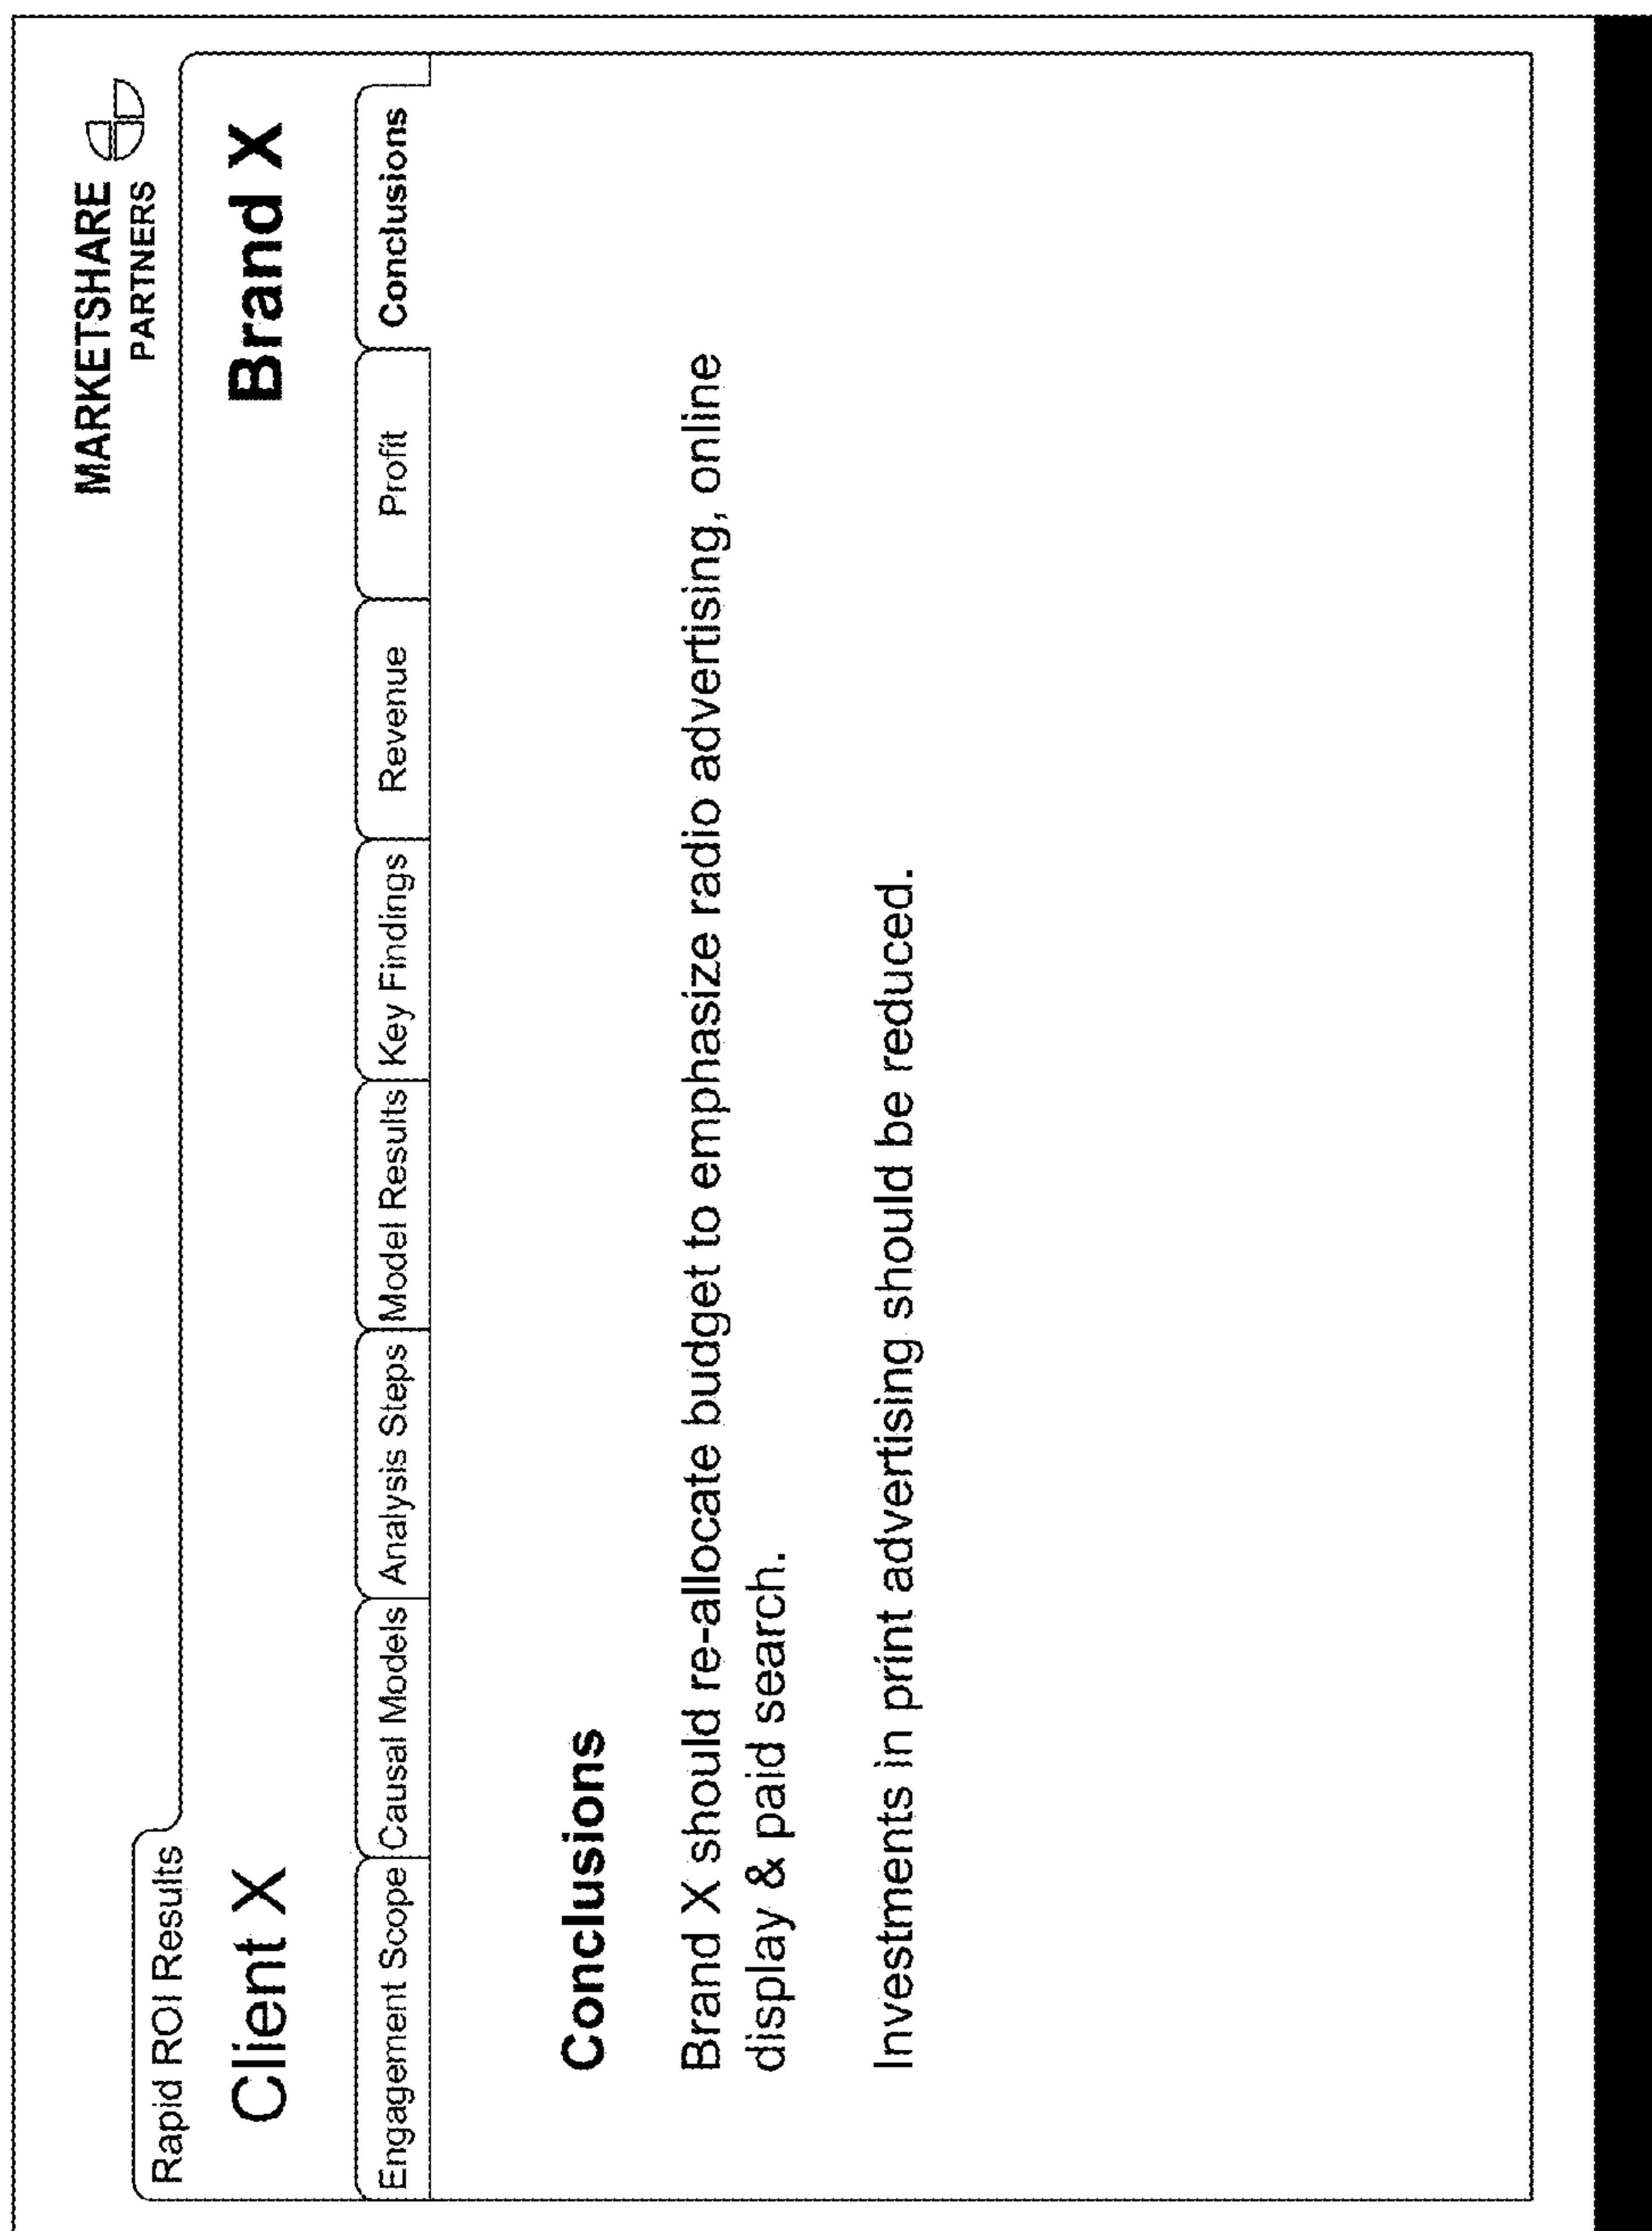 MARKETSHARE
PARTNERS
Rapid ROI Results
Client X
Brand X
Engagement Scope
Causal Models
Analysis Steps
Model Results
Key Findings
Revenue
Profit
Conclusions
Conclusions
Brand X should re-allocate budget to emphasize radio advertising, online
display & paid search.
Investments in print advertising should be reduced.